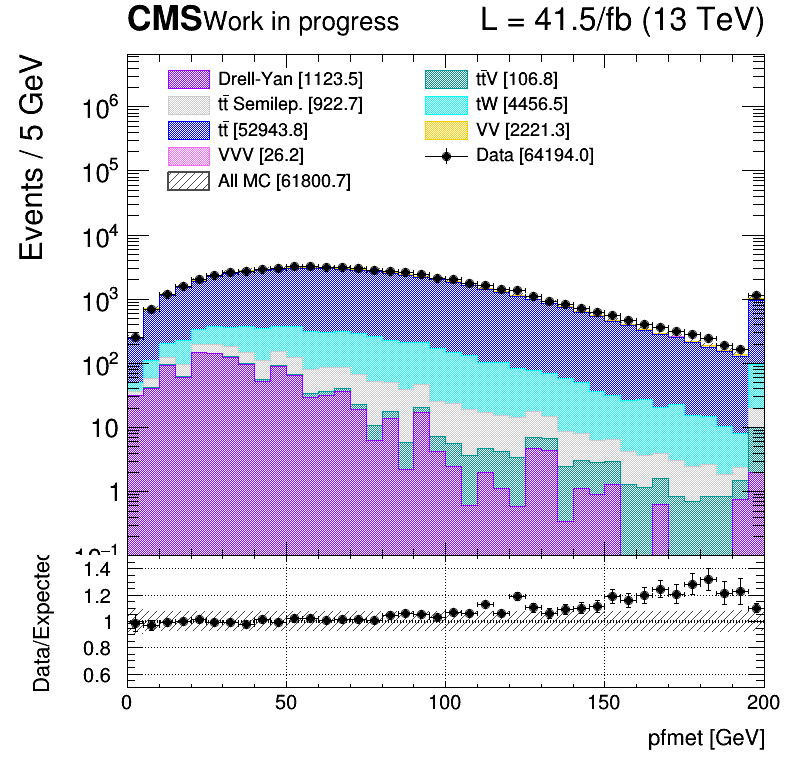 CMS Work in progress L = 41.5/fb (13 TeV)
Events / 5 GeV
Drell-Yan [1123.5]
tt̄ Semilep. [922.7]
tt̄ [52943.8]
VVV [26.2]
All MC [61800.7]
tt̄V [106.8]
tW [4456.5]
VV [2221.3]
Data [64194.0]
10⁶
10⁵
10⁴
10³
10²
10
1
10⁻¹
Data/Expected
1.4
1.2
1
0.8
0.6
0 50 100 150 200
pfmet [GeV]